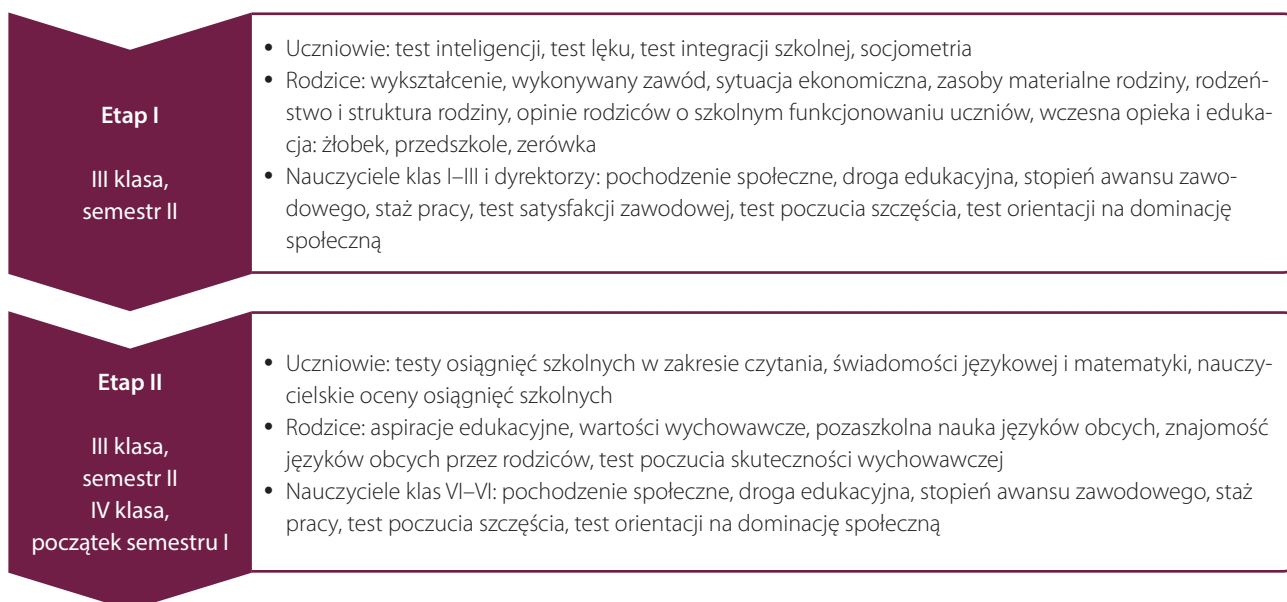 Etap I
III klasa,
semestr II
• Uczniowie: test inteligencji, test lęku, test integracji szkolnej, socjometria
• Rodzice: wykształcenie, wykonywany zawód, sytuacja ekonomiczna, zasoby materialne rodziny, rodzeń-
stwo i struktura rodziny, opinie rodziców o szkolnym funkcjonowaniu uczniów, wczesna opieka i eduka-
cja: żłobek, przedszkole, zerówka
• Nauczyciele klas I–III i dyrektorzy: pochodzenie społeczne, droga edukacyjna, stopień awansu zawo-
dowego, staż pracy, test satysfakcji zawodowej, test poczucia szczęścia, test orientacji na dominację
społeczną
Etap II
III klasa,
semestr II
IV klasa,
początek semestru I
• Uczniowie: testy osiągnięć szkolnych w zakresie czytania, świadomości językowej i matematyki, nauczy-
cielskie oceny osiągnięć szkolnych
• Rodzice: aspiracje edukacyjne, wartości wychowawcze, pozaszkolna nauka języków obcych, znajomość
języków obcych przez rodziców, test poczucia skuteczności wychowawczej
• Nauczyciele klas VI–VI: pochodzenie społeczne, droga edukacyjna, stopień awansu zawodowego, staż
pracy, test poczucia szczęścia, test orientacji na dominację społeczną